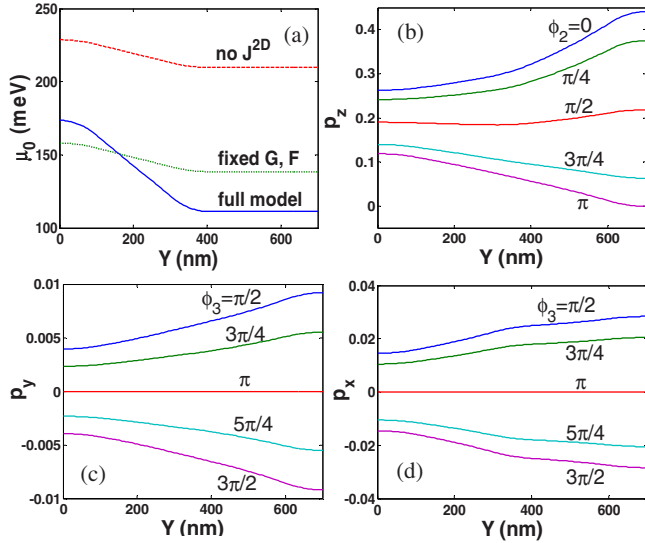 250
200
150
100
0
200
400
600
μ₀ (meV)
Y (nm)
(a)
no J²ᴰ
fixed G, F
full model
0.4
0.3
0.2
0.1
0
0
200
400
600
p_z
Y (nm)
(b)
ϕ₂=0
π/4
π/2
3π/4
π
0.01
0.005
0
-0.005
-0.01
0
200
400
600
p_y
Y (nm)
ϕ₃=π/2
3π/4
π
5π/4
3π/2
(c)
0.04
0.02
0
-0.02
-0.04
0
200
400
600
p_x
Y (nm)
ϕ₃=π/2
3π/4
π
5π/4
3π/2
(d)